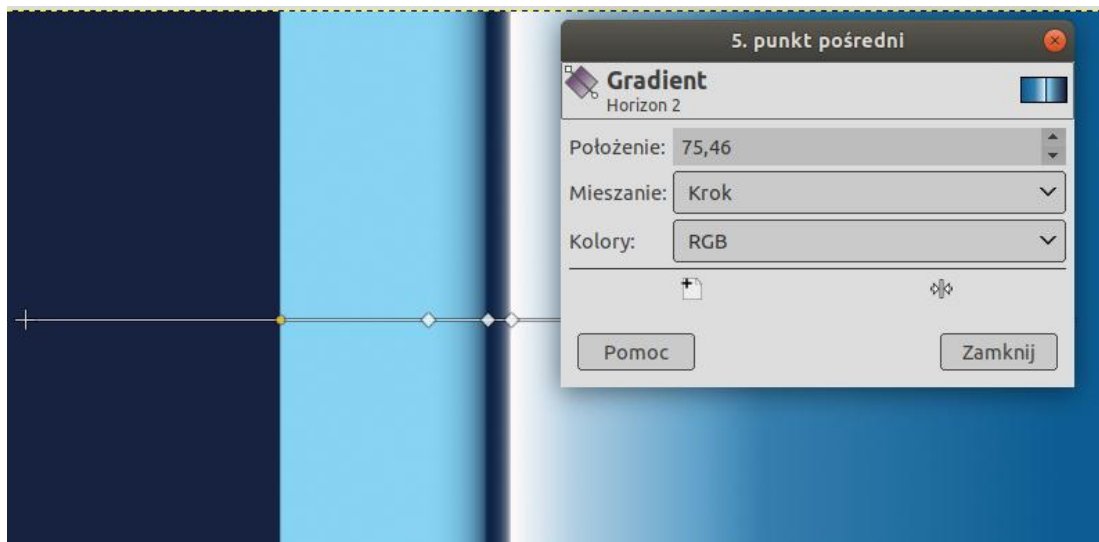 5. punkt pośredni
Gradient
Horizon 2
Położenie: 75,46
Mieszanie: Krok
Kolory: RGB
Pomoc Zamknij